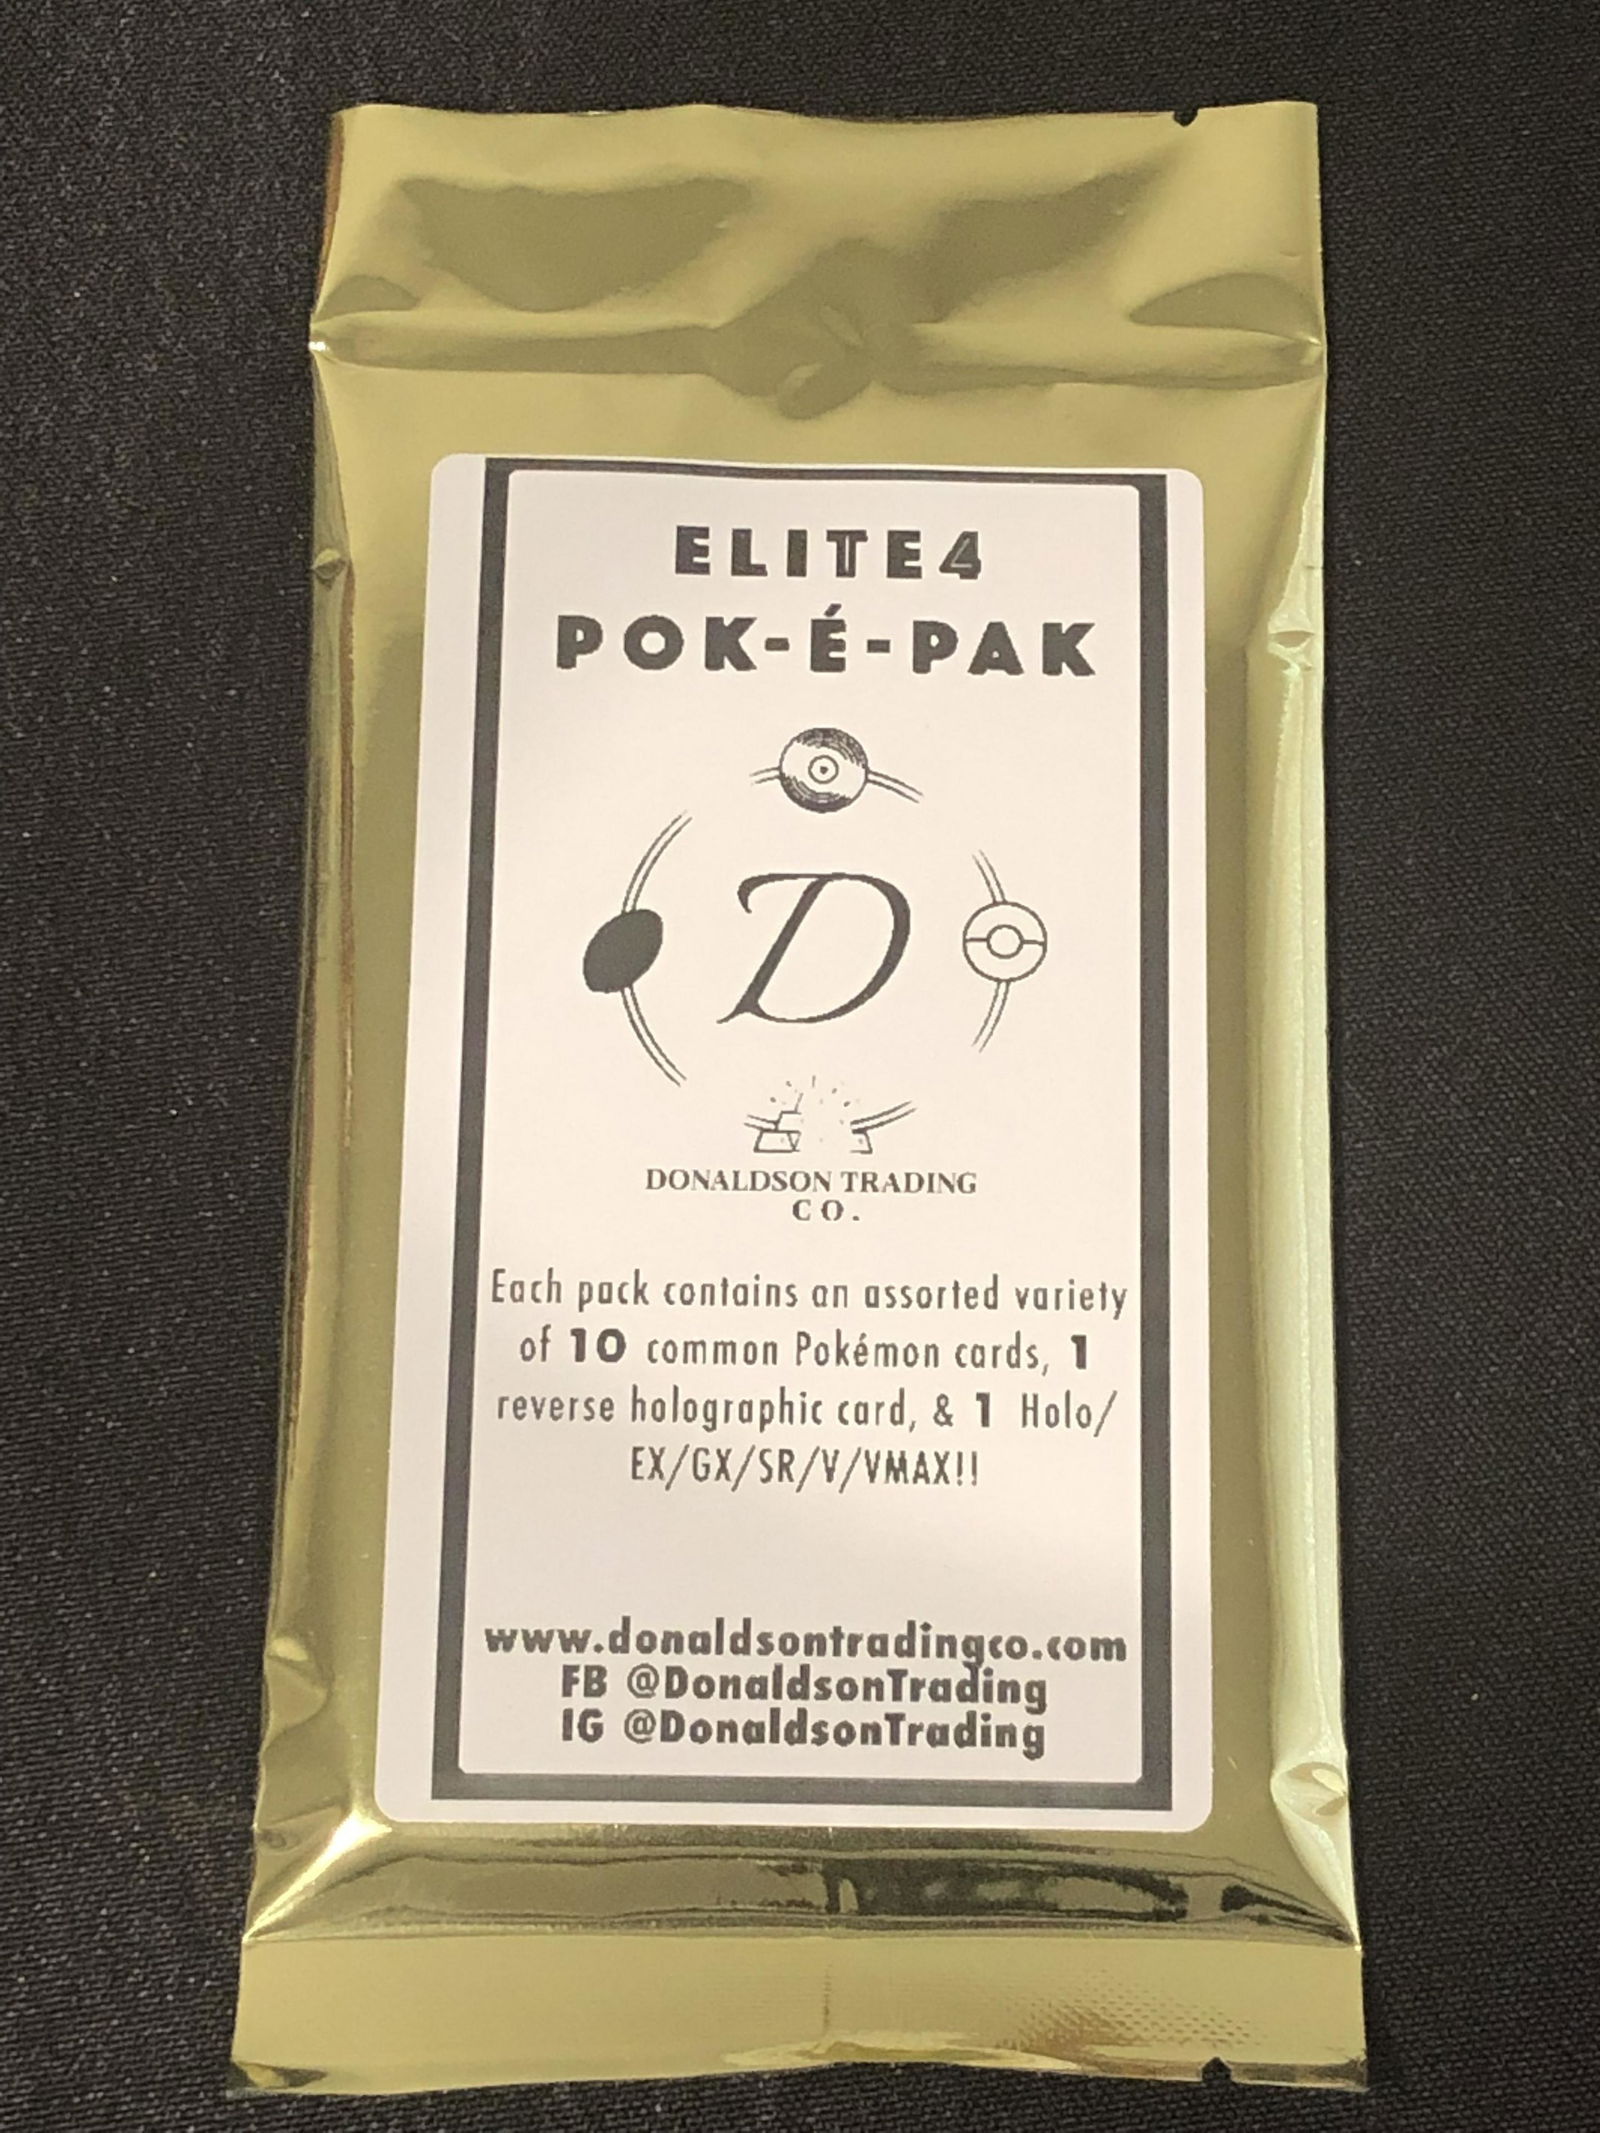 ELITE4
POK-É-PAK
D
DONALDSON TRADING
CO.
Each pack contains an assorted variety
of 10 common Pokémon cards, 1
reverse holographic card, & 1 Holo/
EX/GX/SR/V/VMAX!!
www.donaldsontradingco.com
FB @DonaldsonTrading
IG @DonaldsonTrading